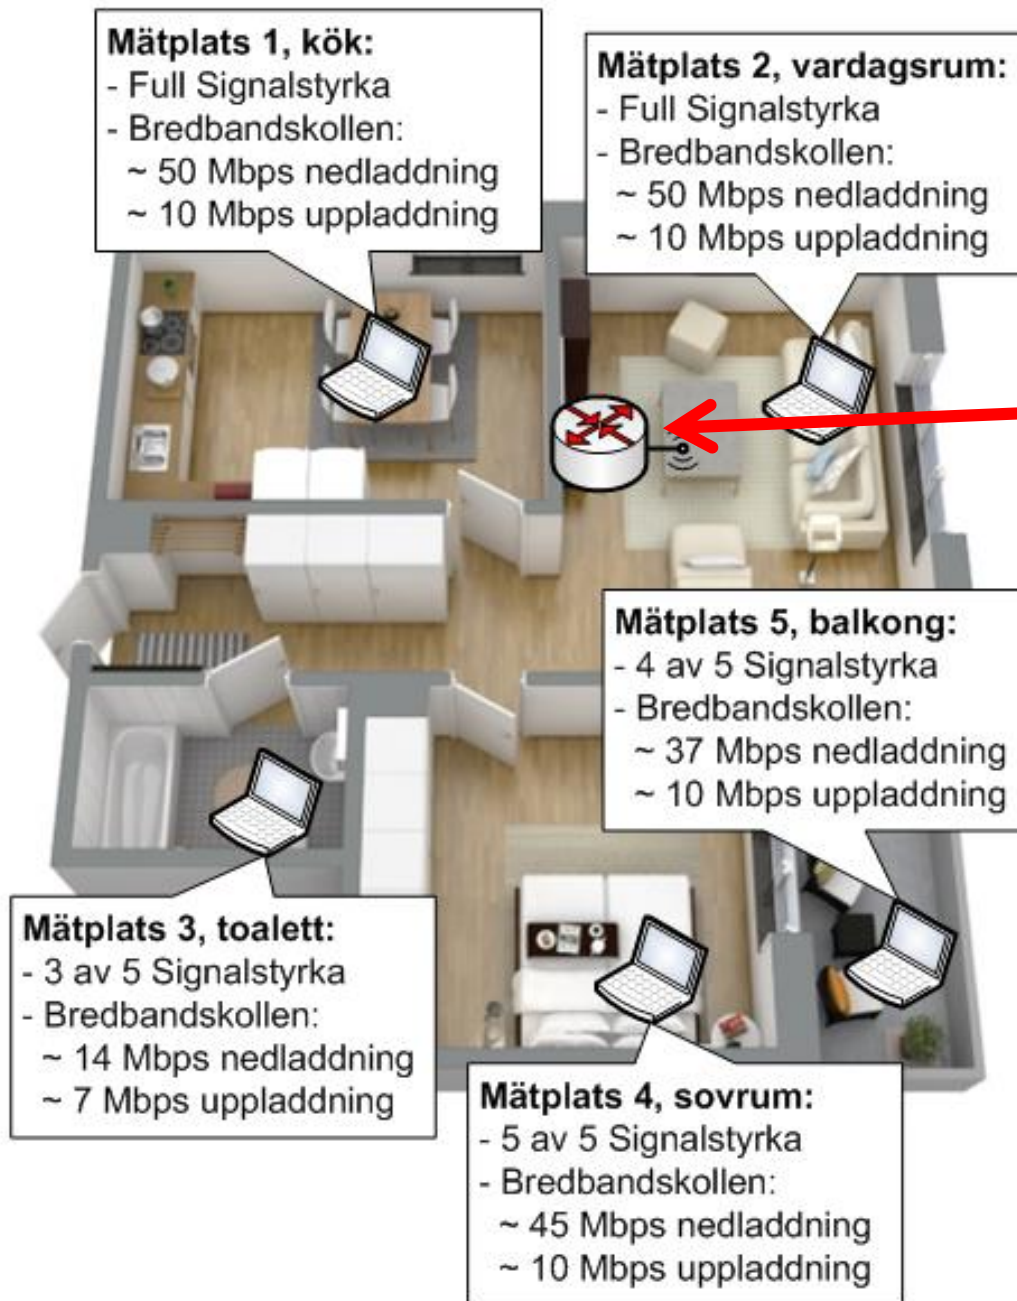 Mätplats 1, kök:
- Full Signalstyrka
- Bredbandskollen:
~ 50 Mbps nedladdning
~ 10 Mbps uppladdning
Mätplats 2, vardagsrum:
- Full Signalstyrka
- Bredbandskollen:
~ 50 Mbps nedladdning
~ 10 Mbps uppladdning
Mätplats 5, balkong:
- 4 av 5 Signalstyrka
- Bredbandskollen:
~ 37 Mbps nedladdning
~ 10 Mbps uppladdning
Mätplats 3, toalett:
- 3 av 5 Signalstyrka
- Bredbandskollen:
~ 14 Mbps nedladdning
~ 7 Mbps uppladdning
Mätplats 4, sovrum:
- 5 av 5 Signalstyrka
- Bredbandskollen:
~ 45 Mbps nedladdning
~ 10 Mbps uppladdning